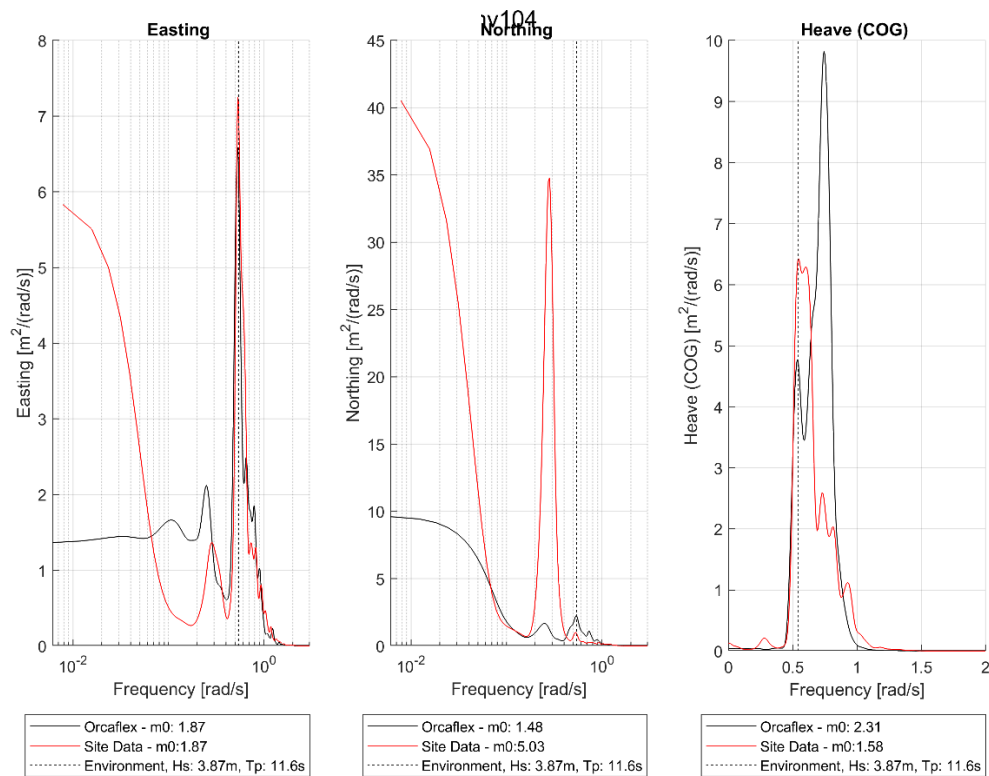 Easting
Northing
Heave (COG)
8
7
6
5
4
3
2
1
0
45
40
35
30
25
20
15
10
5
0
10
9
8
7
6
5
4
3
2
1
0
Easting [m²/(rad/s)]
Northing [m²/(rad/s)]
Heave (COG) [m²/(rad/s)]
10⁻² 10⁰
10⁻² 10⁰
0 0.5 1 1.5 2
Frequency [rad/s]
Frequency [rad/s]
Frequency [rad/s]
Orcaflex - m0: 1.87
Site Data - m0:1.87
Environment, Hs: 3.87m, Tp: 11.6s
Orcaflex - m0: 1.48
Site Data - m0:5.03
Environment, Hs: 3.87m, Tp: 11.6s
Orcaflex - m0: 2.31
Site Data - m0:1.58
Environment, Hs: 3.87m, Tp: 11.6s